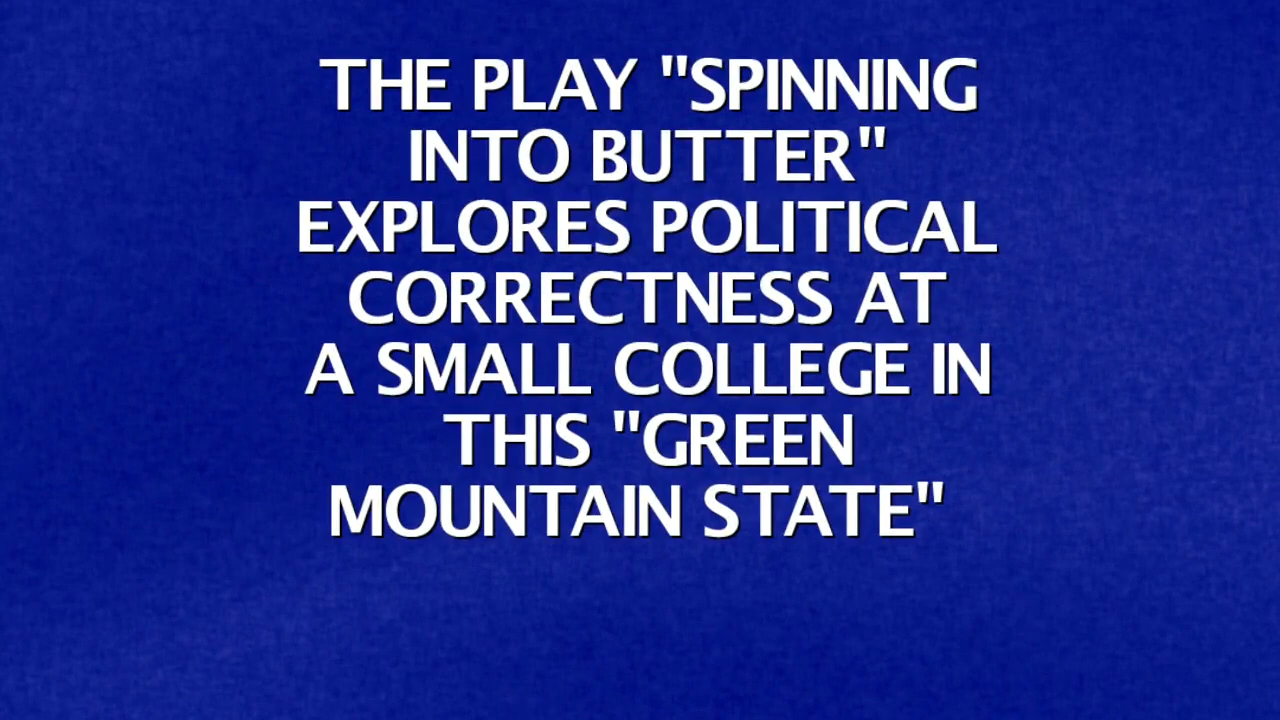 THE PLAY "SPINNING
INTO BUTTER"
EXPLORES POLITICAL
CORRECTNESS AT
A SMALL COLLEGE IN
THIS "GREEN
MOUNTAIN STATE"